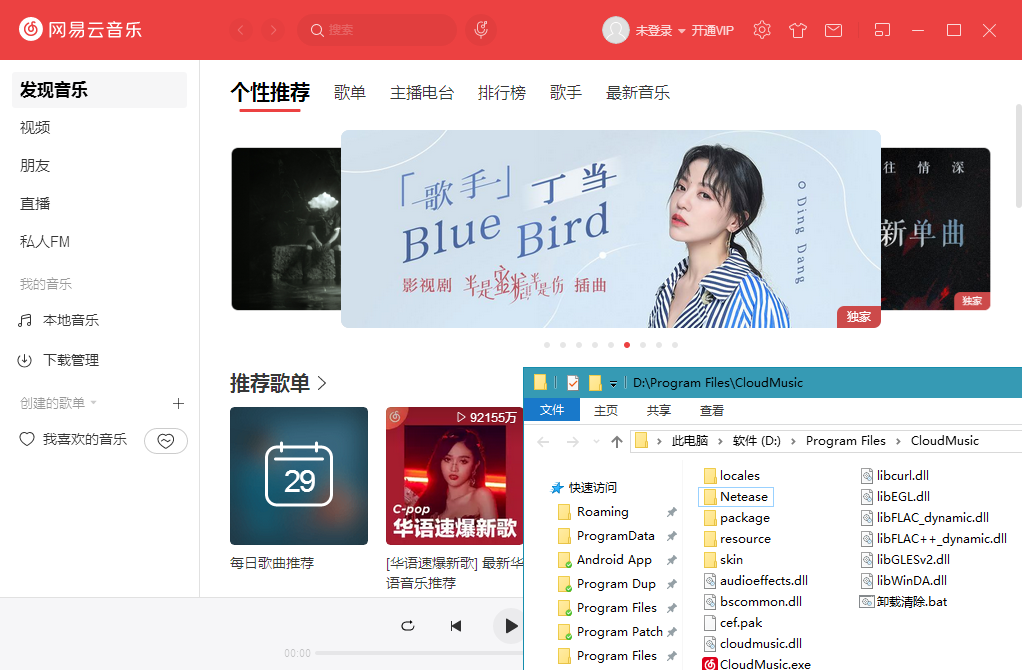 网易云音乐
搜索
未登录
开通VIP
发现音乐
视频
朋友
直播
私人FM
我的音乐
本地音乐
下载管理
创建的歌单
我喜欢的音乐
个性推荐 歌单 主播电台 排行榜 歌手 最新音乐
「歌手」丁当
Blue Bird
影视剧 半是蜜糖半是伤 插曲
Ding Dang
独家
往情深
新单曲
独家
推荐歌单
29
每日歌曲推荐
92155万
C-pop
华语速爆新歌
[华语速爆新歌] 最新华
语音乐推荐
00:00
D:\Program Files\CloudMusic
文件 主页 共享 查看
此电脑 软件 (D:) Program Files CloudMusic
快速访问
Roaming
ProgramData
Android App
Program Dup
Program Files
Program Patch
Program Files
locales
Netease
package
resource
skin
audioeffects.dll
bscommon.dll
cef.pak
cloudmusic.dll
CloudMusic.exe
libcurl.dll
libEGL.dll
libFLAC_dynamic.dll
libFLAC++_dynamic.dll
libGLESv2.dll
libWinDA.dll
卸载清除.bat